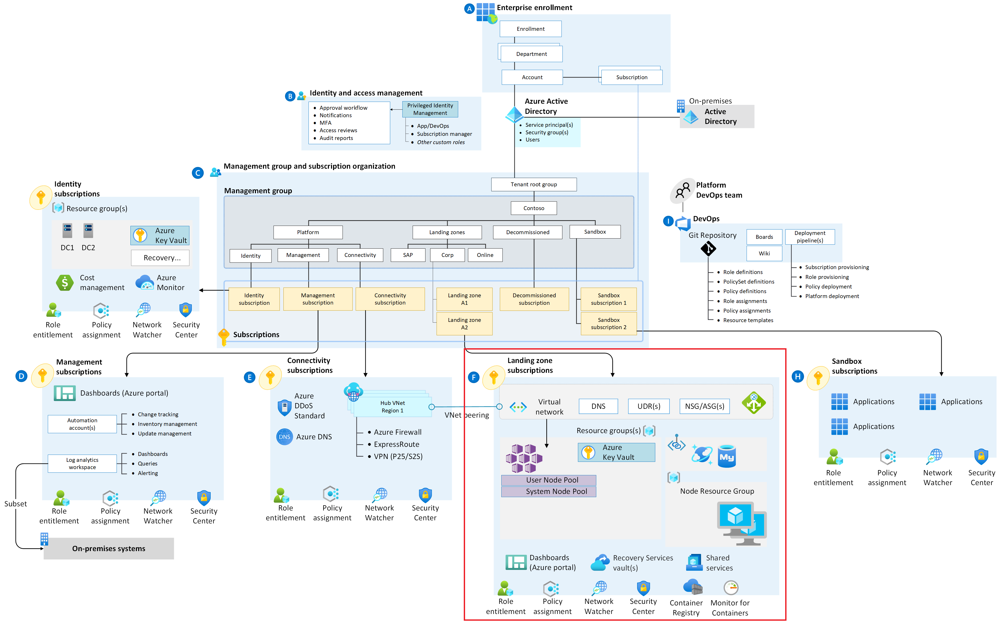 A
Enterprise enrollment
Enrollment
Department
Account
Subscription
B
Identity and access management
Approval workflow
Notifications
MFA
Access reviews
Audit reports
Privileged Identity
Management
App/DevOps
Subscription manager
Other custom roles
Azure Active
Directory
Service principal(s)
Security group(s)
Users
On-premises
Active
Directory
C
Management group and subscription organization
Tenant root group
Management group
Contoso
Platform
Landing zones
Decommissioned
Sandbox
Identity
Management
Connectivity
SAP
Corp
Online
Identity
subscription
Management
subscription
Connectivity
subscription
Landing zone
A1
Landing zone
A2
Decommissioned
subscription
Sandbox
subscription 1
Sandbox
subscription 2
Subscriptions
Identity
subscriptions
Resource group(s)
DC1
DC2
Azure
Key Vault
Recovery...
Cost
management
Azure
Monitor
Role
entitlement
Policy
assignment
Network
Watcher
Security
Center
Platform
DevOps team
I
DevOps
Git Repository
Boards
Wiki
Deployment
pipeline(s)
Role definitions
PolicySet definitions
Policy definitions
Role assignments
Policy assignments
Resource templates
Subscription provisioning
Role provisioning
Policy deployment
Platform deployment
D
Management
subscriptions
Dashboards (Azure portal)
Automation
account(s)
Change tracking
Inventory management
Update management
Log analytics
workspace
Dashboards
Queries
Alerting
Subset
Role
entitlement
Policy
assignment
Network
Watcher
Security
Center
On-premises systems
E
Connectivity
subscriptions
Azure
DDoS
Standard
DNS
Azure DNS
Hub VNet
Region 1
Azure Firewall
ExpressRoute
VPN (P25/S2S)
VNet peering
Role
entitlement
Policy
assignment
Network
Watcher
Security
Center
F
Landing zone
subscriptions
Virtual
network
DNS
UDR(s)
NSG/ASG(s)
Resource groups(s)
Azure
Key Vault
My
User Node Pool
System Node Pool
Node Resource Group
Dashboards
(Azure portal)
Recovery Services
vault(s)
Shared
services
Role
entitlement
Policy
assignment
Network
Watcher
Security
Center
Container
Registry
Monitor for
Containers
H
Sandbox
subscriptions
Applications
Applications
Applications
Role
entitlement
Policy
assignment
Network
Watcher
Security
Center